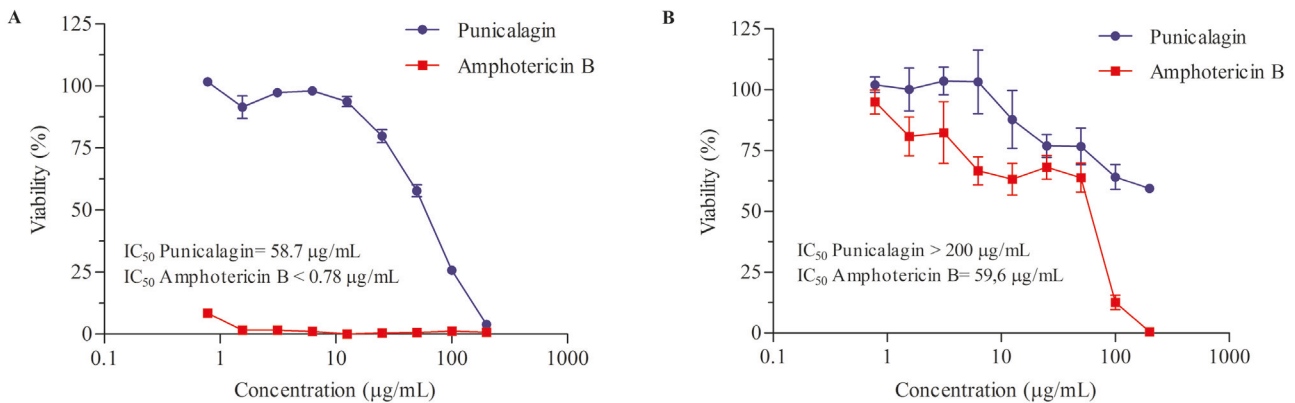 A
125
100
75
50
25
0
Viability (%)
Punicalagin
Amphotericin B
IC50 Punicalagin= 58.7 µg/mL
IC50 Amphotericin B < 0.78 µg/mL
0.1 1 10 100 1000
Concentration (µg/mL)
B
125
100
75
50
25
0
Viability (%)
Punicalagin
Amphotericin B
IC50 Punicalagin > 200 µg/mL
IC50 Amphotericin B= 59,6 µg/mL
0.1 1 10 100 1000
Concentration (µg/mL)